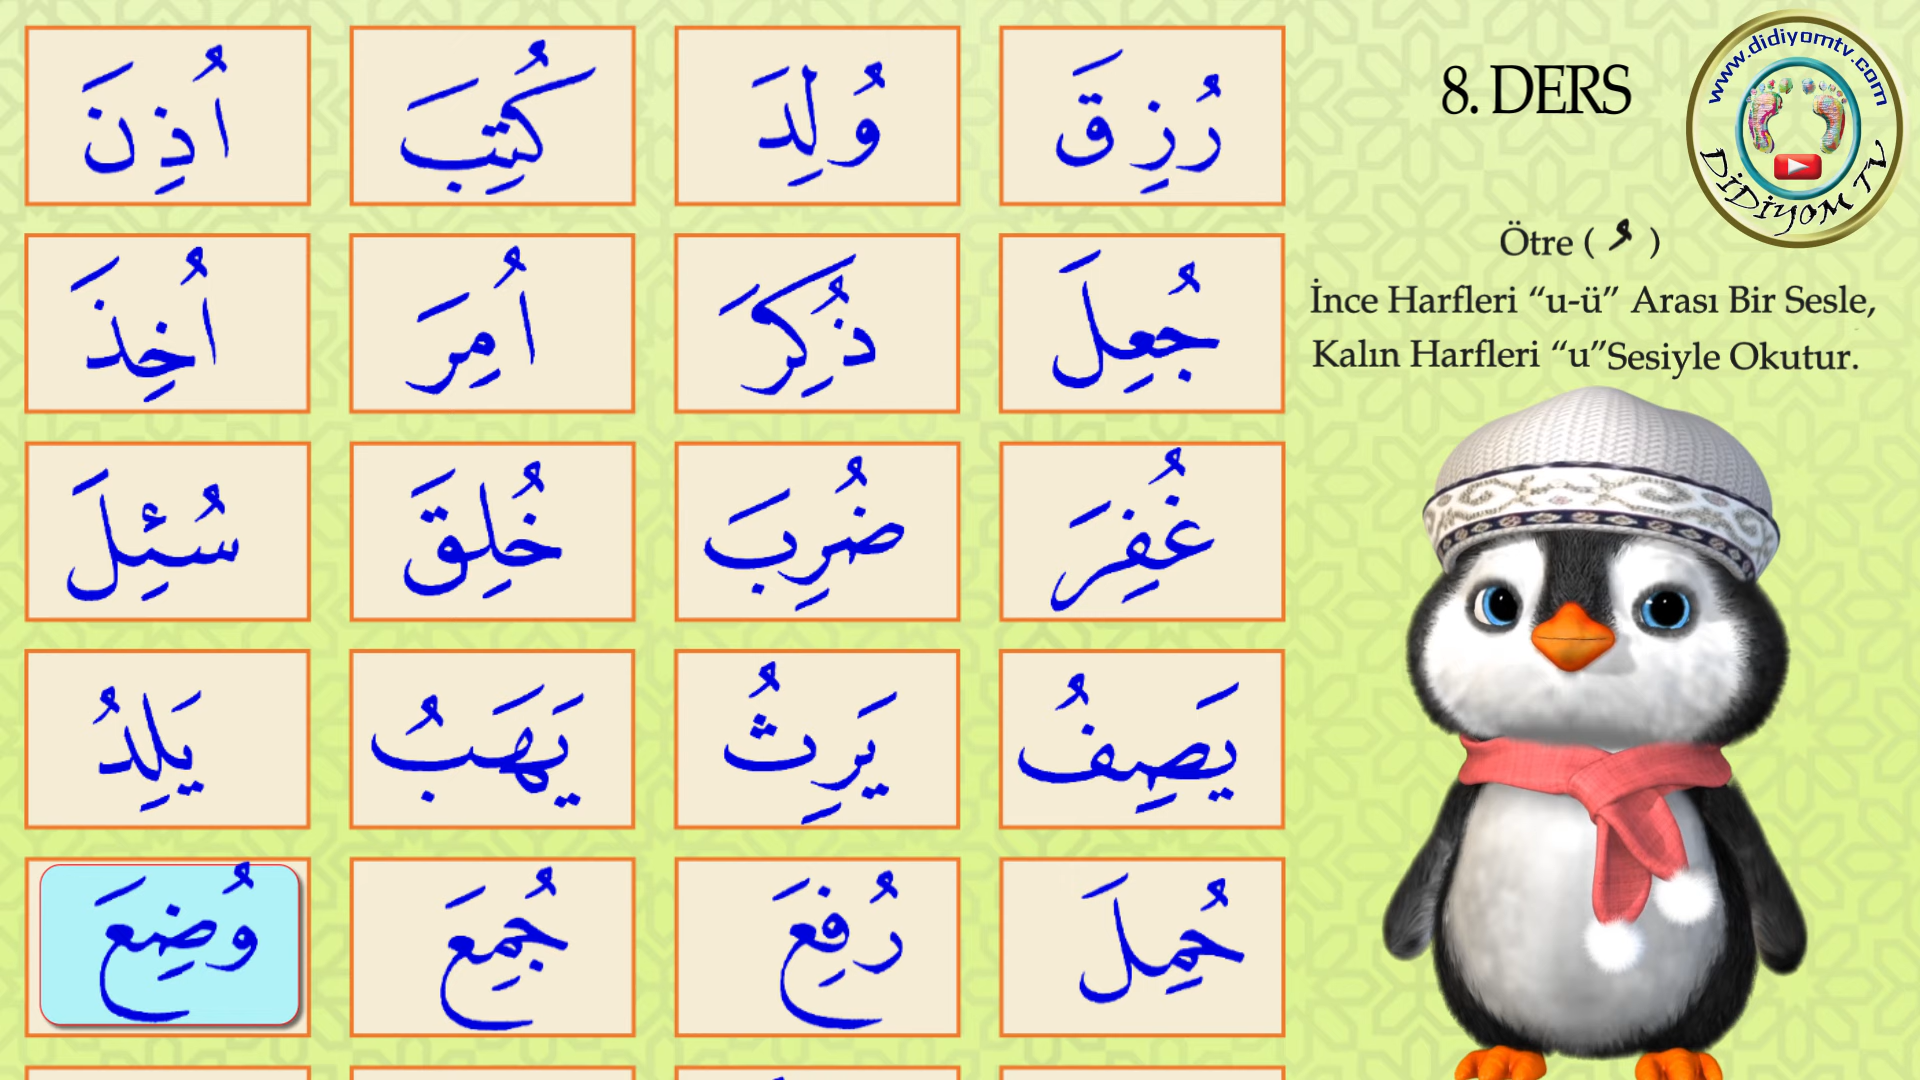 8. DERS
www.didiyomtv.com
DiDiYOM TV
Ötre ( ـُ )
İnce Harfleri “u-ü” Arası Bir Sesle,
Kalın Harfleri “u”Sesiyle Okutur.
رُزِقَ وُلِدَ كُتِبَ اُذِنَ
جُعِلَ ذُكِرَ اُمِرَ اُخِذَ
غُفِرَ ضُرِبَ خُلِقَ سُئِلَ
يَصِفُ يَرِثُ يَهَبُ يَلِدُ
حُمِلَ رُفِعَ جُمِعَ وُضِعَ